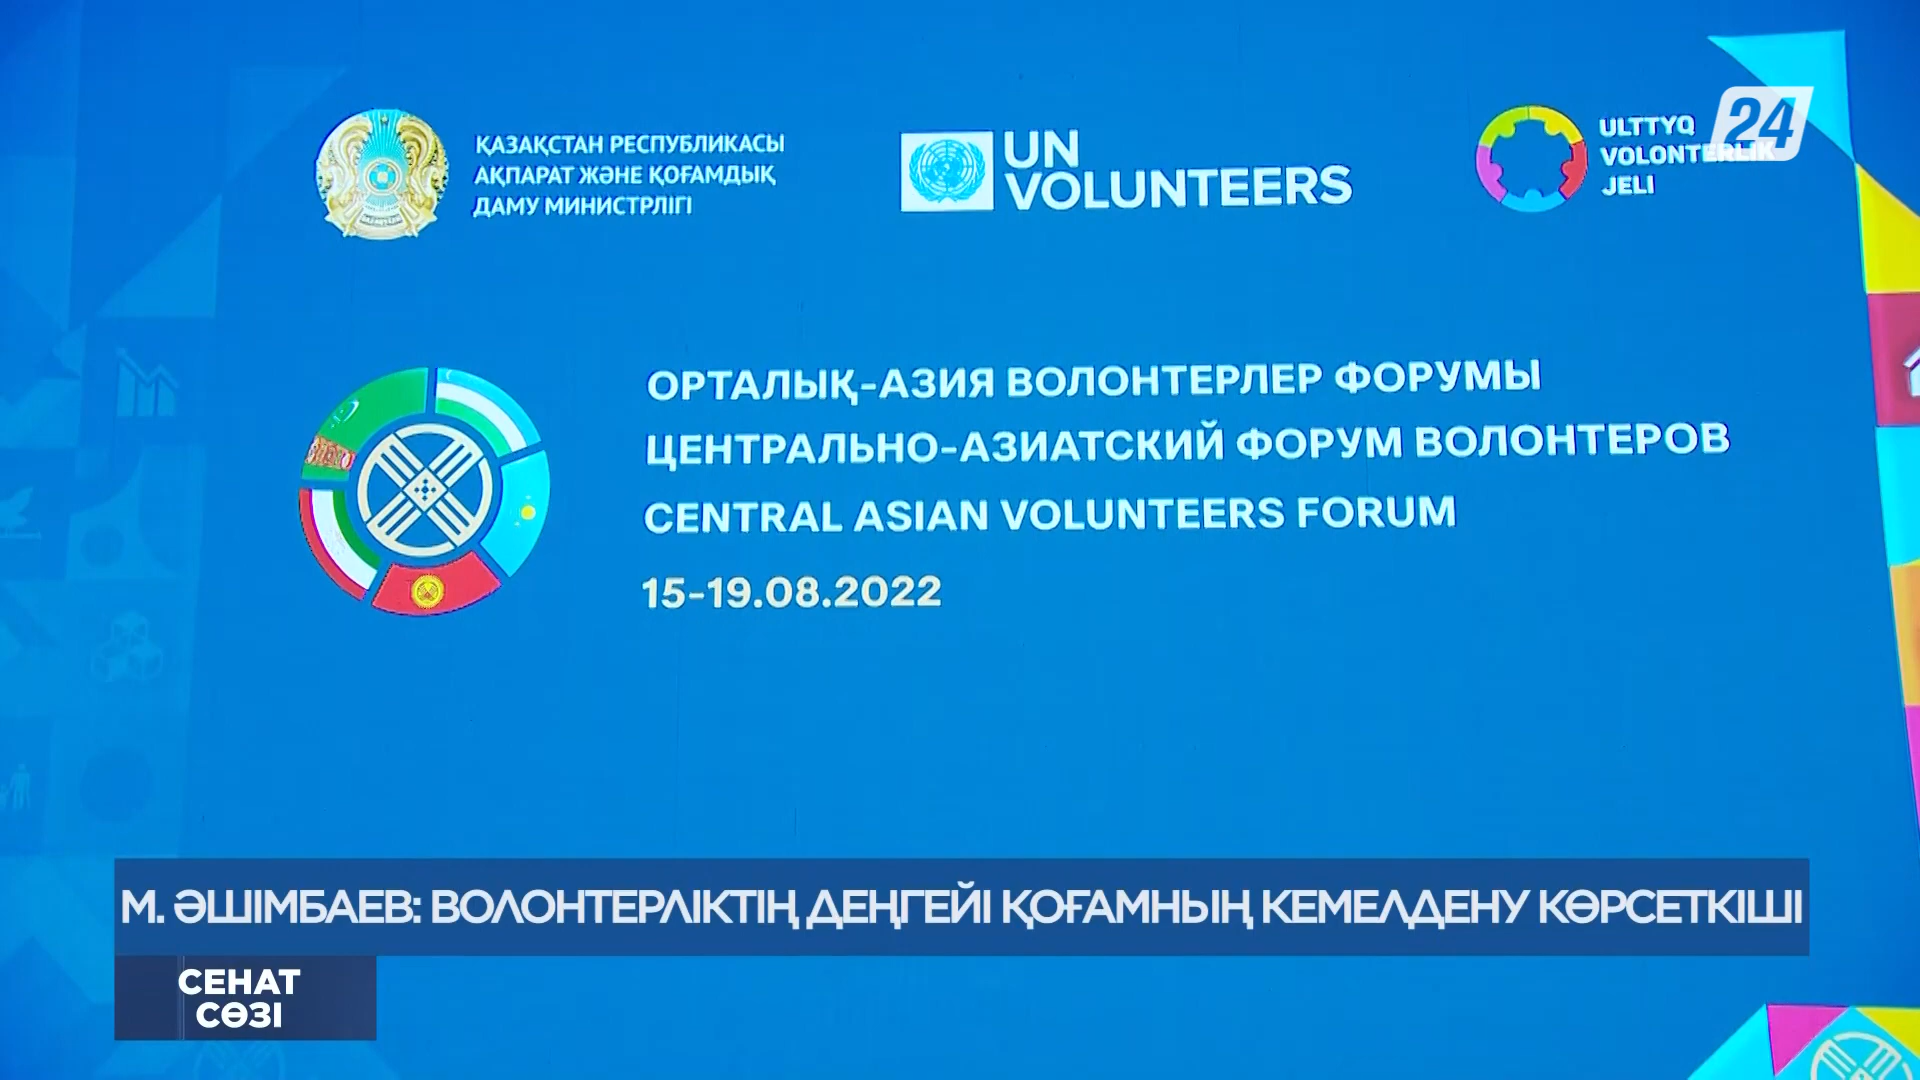 ҚАЗАҚСТАН РЕСПУБЛИКАСЫ
АҚПАРАТ ЖӘНЕ ҚОҒАМДЫҚ
ДАМУ МИНИСТРЛІГІ
UN
VOLUNTEERS
ULTTYQ
VOLONTERLIK
JELI
24
ОРТАЛЫҚ-АЗИЯ ВОЛОНТЕРЛЕР ФОРУМЫ
ЦЕНТРАЛЬНО-АЗИАТСКИЙ ФОРУМ ВОЛОНТЕРОВ
CENTRAL ASIAN VOLUNTEERS FORUM
15-19.08.2022
М. ӘШІМБАЕВ: ВОЛОНТЕРЛІКТІҢ ДЕҢГЕЙІ ҚОҒАМНЫҢ КЕМЕЛДЕНУ КӨРСЕТКІШІ
СЕНАТ
СӨЗІ